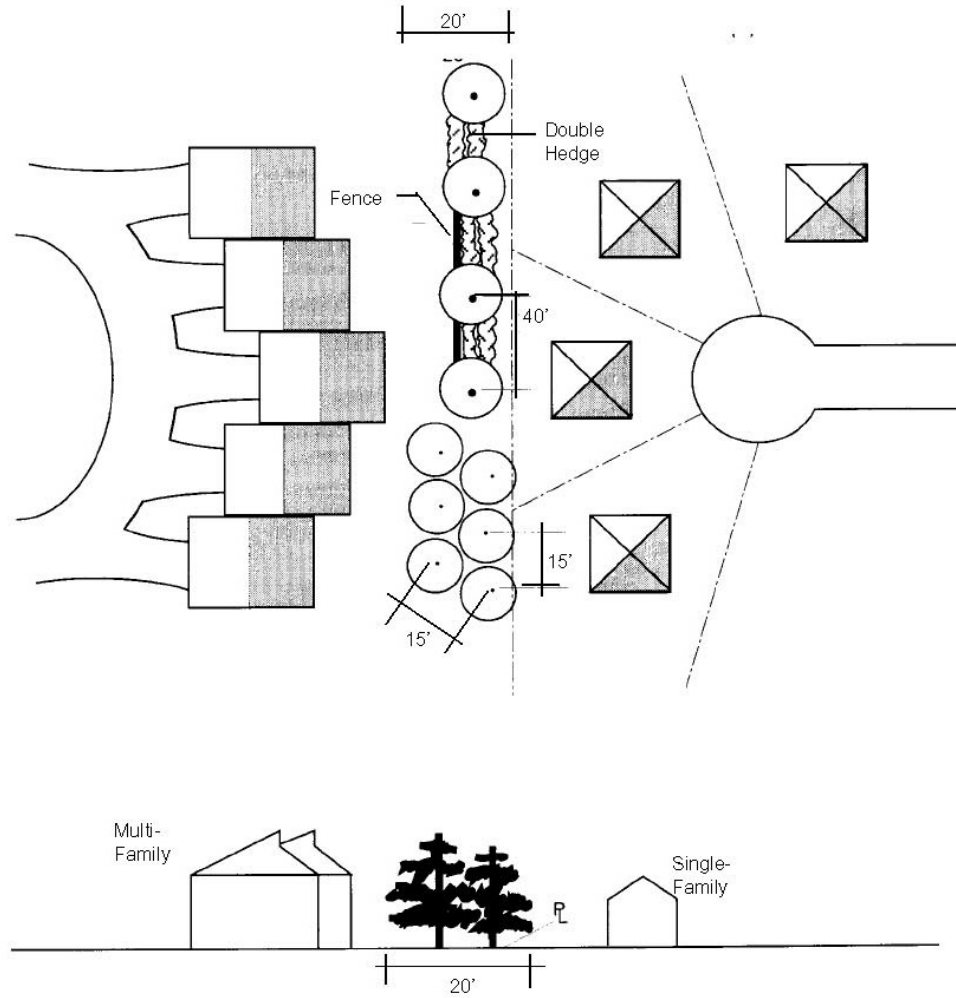 20'
Double
Hedge
Fence
40'
15'
15'
Multi-
Family
Single-
Family
PL
20'